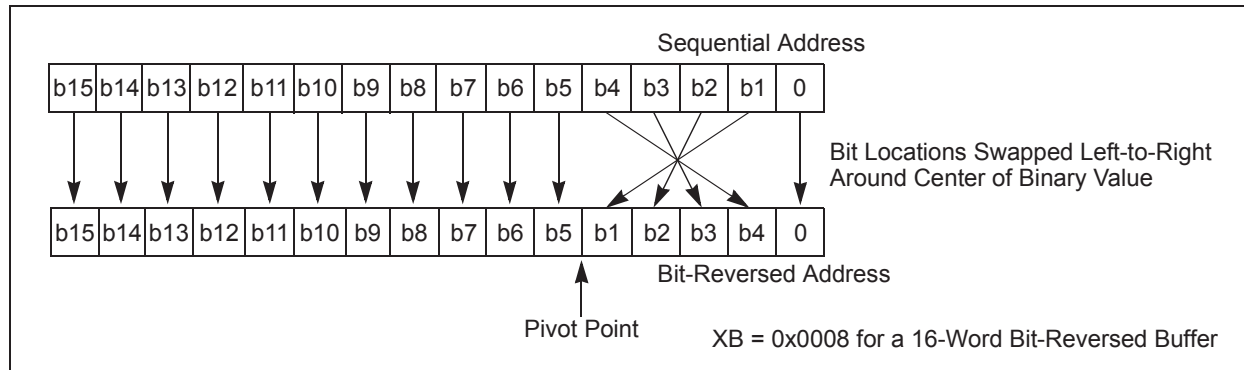 Sequential Address
b15 b14 b13 b12 b11 b10 b9 b8 b7 b6 b5 b4 b3 b2 b1 0
Bit Locations Swapped Left-to-Right
Around Center of Binary Value
b15 b14 b13 b12 b11 b10 b9 b8 b7 b6 b5 b1 b2 b3 b4 0
Bit-Reversed Address
Pivot Point
XB = 0x0008 for a 16-Word Bit-Reversed Buffer